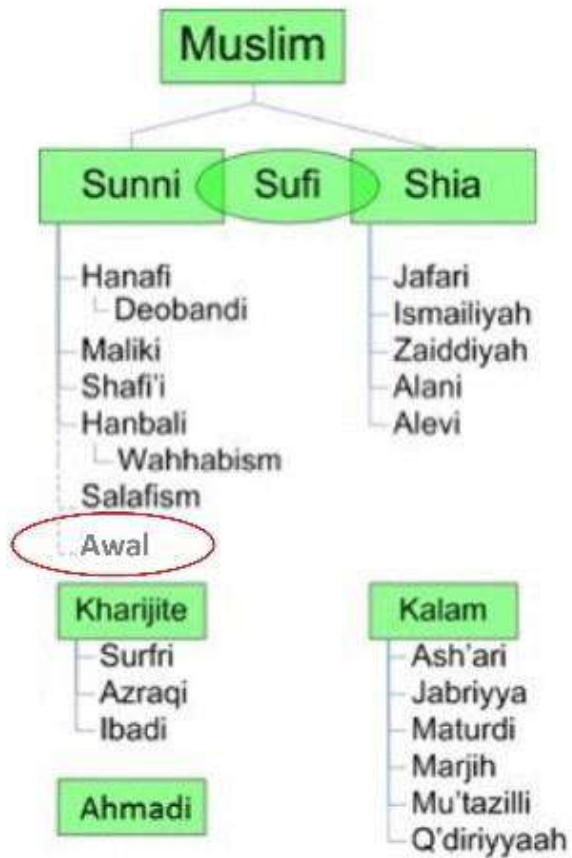 Muslim
Sunni
Sufi
Shia
Hanafi
Deobandi
Maliki
Shafi'i
Hanbali
Wahhabism
Salafism
Awal
Jafari
Ismailiyah
Zaiddiyah
Alani
Alevi
Kharijite
Surfri
Azraqi
Ibadi
Ahmadi
Kalam
Ash'ari
Jabriyya
Maturdi
Marjih
Mu'tazilli
Q'diriyyaah